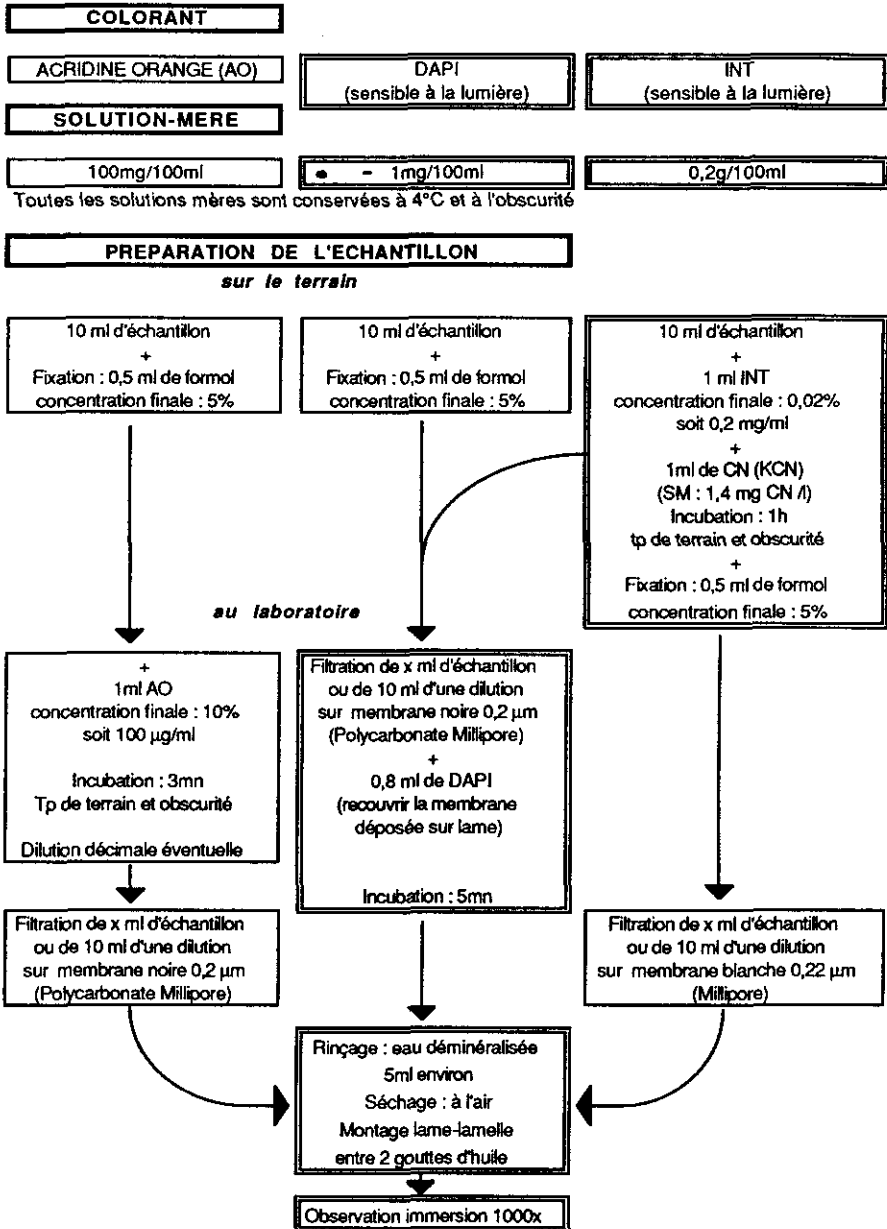 COLORANT
ACRIDINE ORANGE (AO)
DAPI
(sensible à la lumière)
INT
(sensible à la lumière)
SOLUTION-MERE
100mg/100ml
- 1mg/100ml
0,2g/100ml
Toutes les solutions mères sont conservées à 4°C et à l'obscurité
PREPARATION DE L'ECHANTILLON
sur le terrain
10 ml d'échantillon
+
Fixation : 0,5 ml de formol
concentration finale : 5%
10 ml d'échantillon
+
Fixation : 0,5 ml de formol
concentration finale : 5%
10 ml d'échantillon
+
1 ml INT
concentration finale : 0,02%
soit 0,2 mg/ml
+
1ml de CN (KCN)
(SM : 1,4 mg CN /l)
Incubation : 1h
tp de terrain et obscurité
+
Fixation : 0,5 ml de formol
concentration finale : 5%
au laboratoire
+
1ml AO
concentration finale : 10%
soit 100 µg/ml
Incubation : 3mn
Tp de terrain et obscurité
Dilution décimale éventuelle
Filtration de x ml d'échantillon
ou de 10 ml d'une dilution
sur membrane noire 0,2 µm
(Polycarbonate Millipore)
+
0,8 ml de DAPI
(recouvrir la membrane
déposée sur lame)
Incubation : 5mn
Filtration de x ml d'échantillon
ou de 10 ml d'une dilution
sur membrane noire 0,2 µm
(Polycarbonate Millipore)
Filtration de x ml d'échantillon
ou de 10 ml d'une dilution
sur membrane blanche 0,22 µm
(Millipore)
Rinçage : eau déminéralisée
5ml environ
Séchage : à l'air
Montage lame-lamelle
entre 2 gouttes d'huile
Observation immersion 1000x